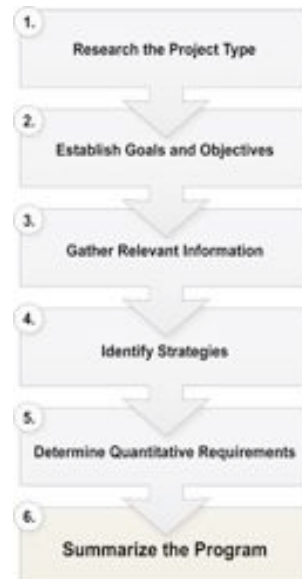 1.
Research the Project Type
2.
Establish Goals and Objectives
3.
Gather Relevant Information
4.
Identify Strategies
5.
Determine Quantitative Requirements
6.
Summarize the Program